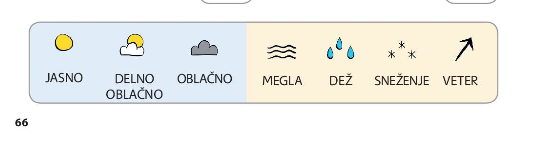 JASNO
DELNO
OBLAČNO
OBLAČNO
MEGLA
DEŽ
SNEŽENJE
VETER
66